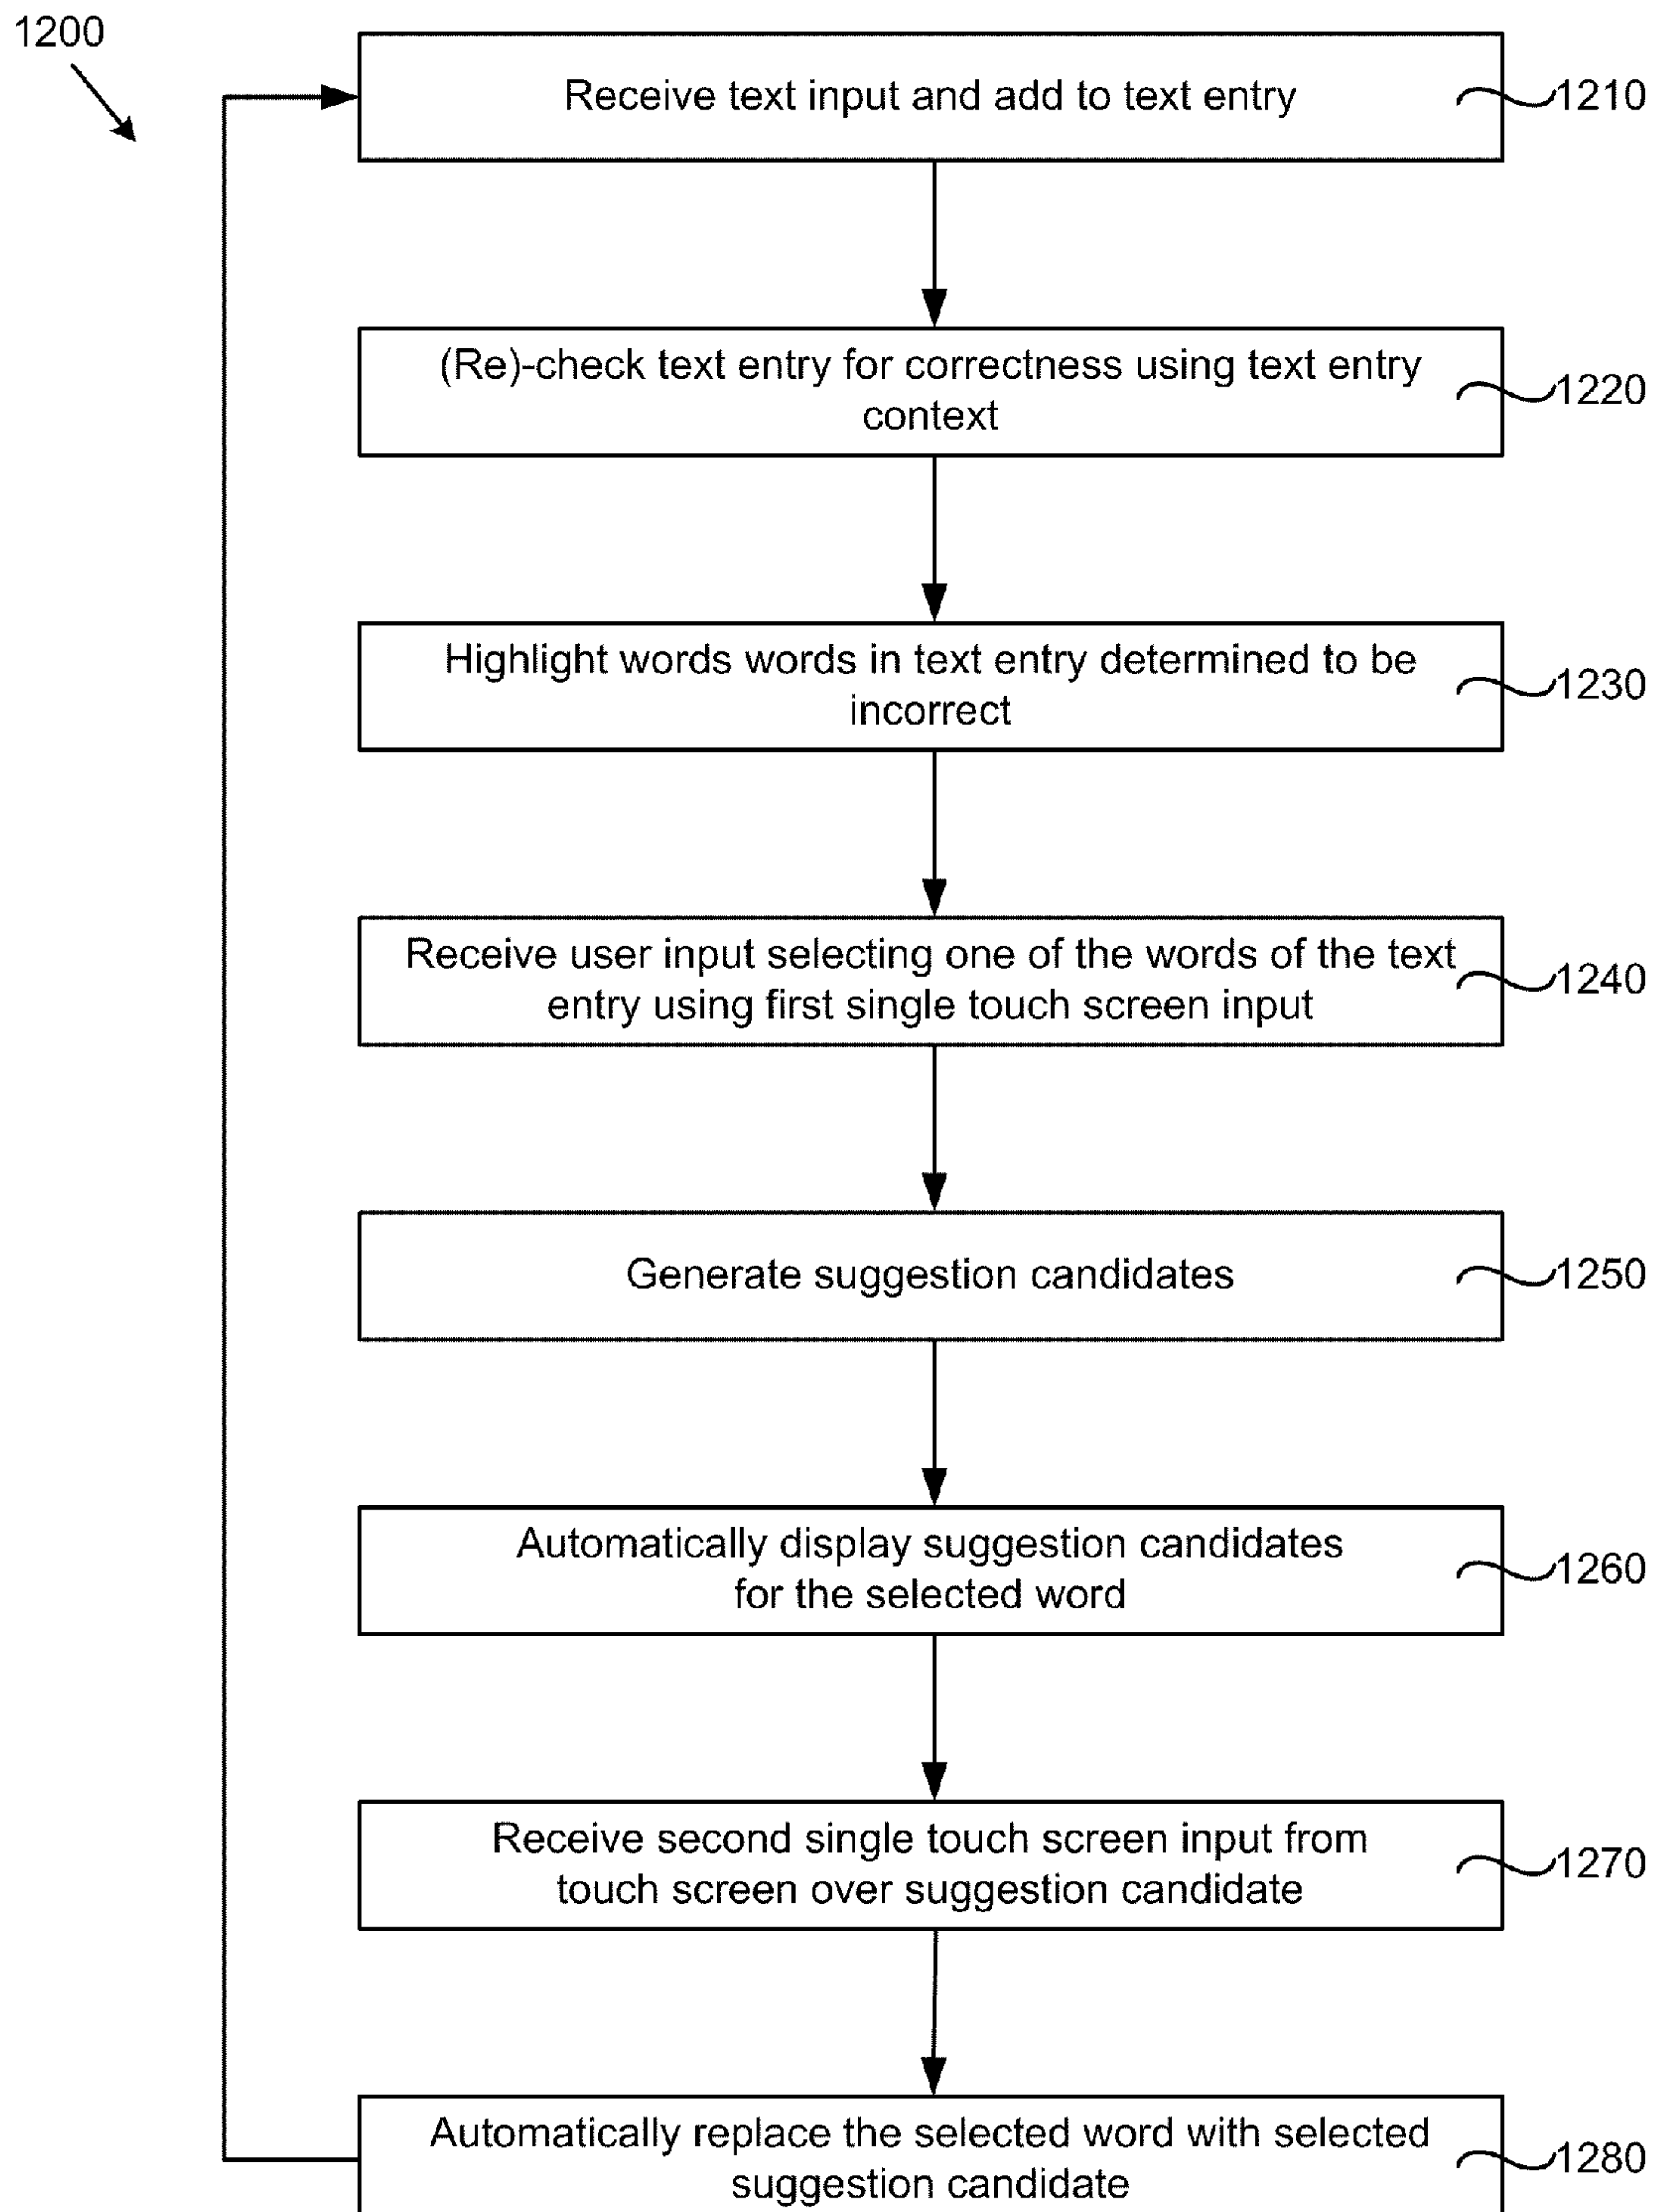 1200
Receive text input and add to text entry
1210
(Re)-check text entry for correctness using text entry
context
1220
Highlight words words in text entry determined to be
incorrect
1230
Receive user input selecting one of the words of the text
entry using first single touch screen input
1240
Generate suggestion candidates
1250
Automatically display suggestion candidates
for the selected word
1260
Receive second single touch screen input from
touch screen over suggestion candidate
1270
Automatically replace the selected word with selected
suggestion candidate
1280